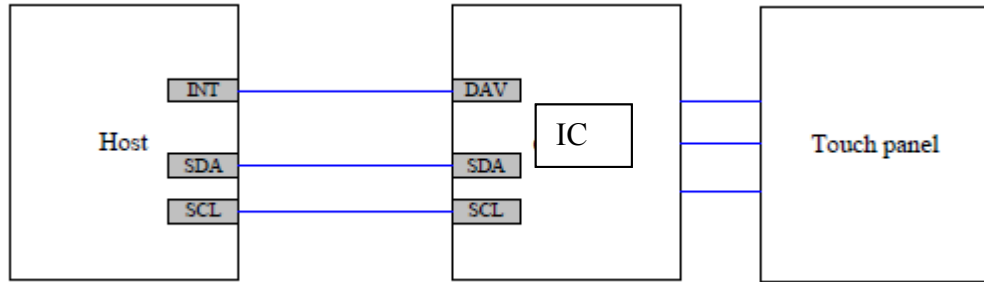 INT
DAV
IC
Host
Touch panel
SDA
SDA
SCL
SCL